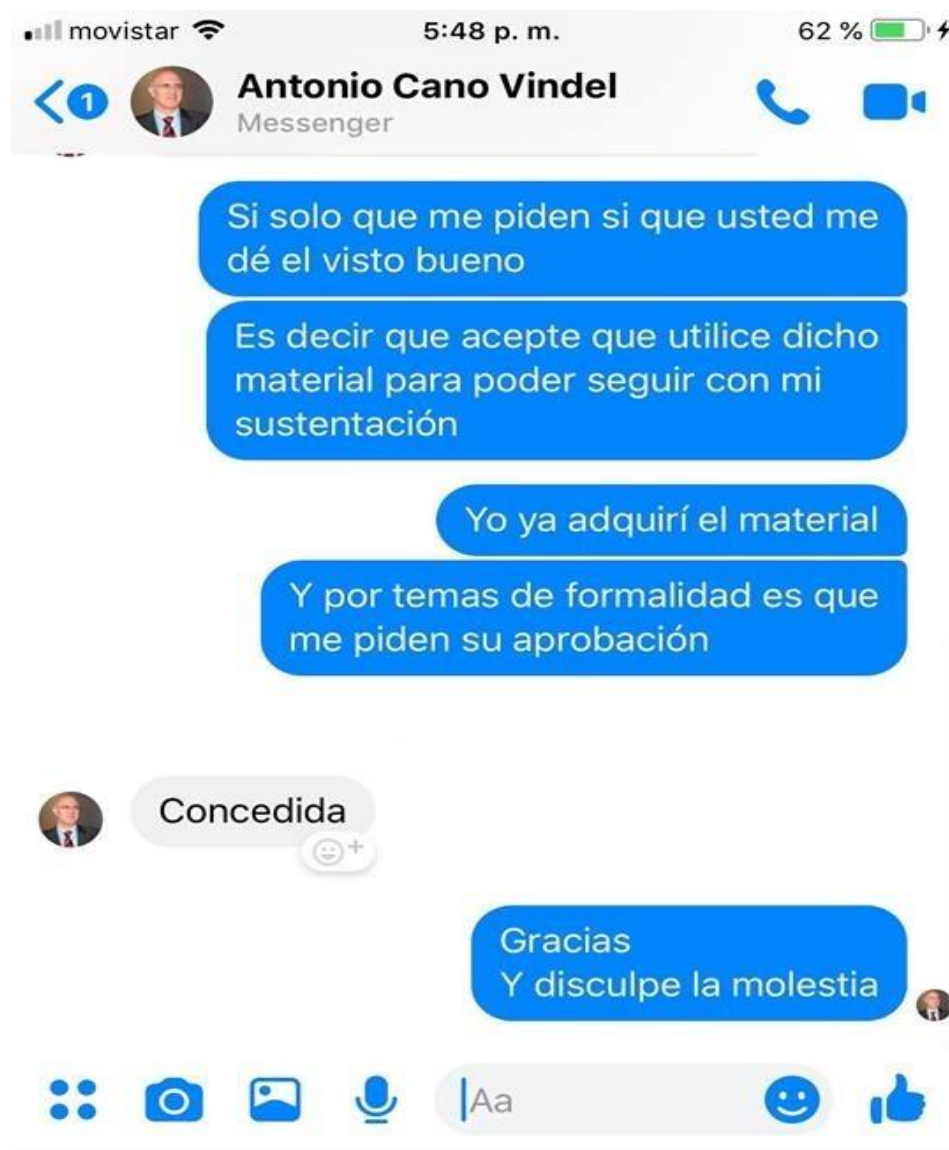 movistar 5:48 p. m. 62 %
1 Antonio Cano Vindel
Messenger
Si solo que me piden si que usted me
dé el visto bueno
Es decir que acepte que utilice dicho
material para poder seguir con mi
sustentación
Yo ya adquirí el material
Y por temas de formalidad es que
me piden su aprobación
Concedida
Gracias
Y disculpe la molestia
Aa